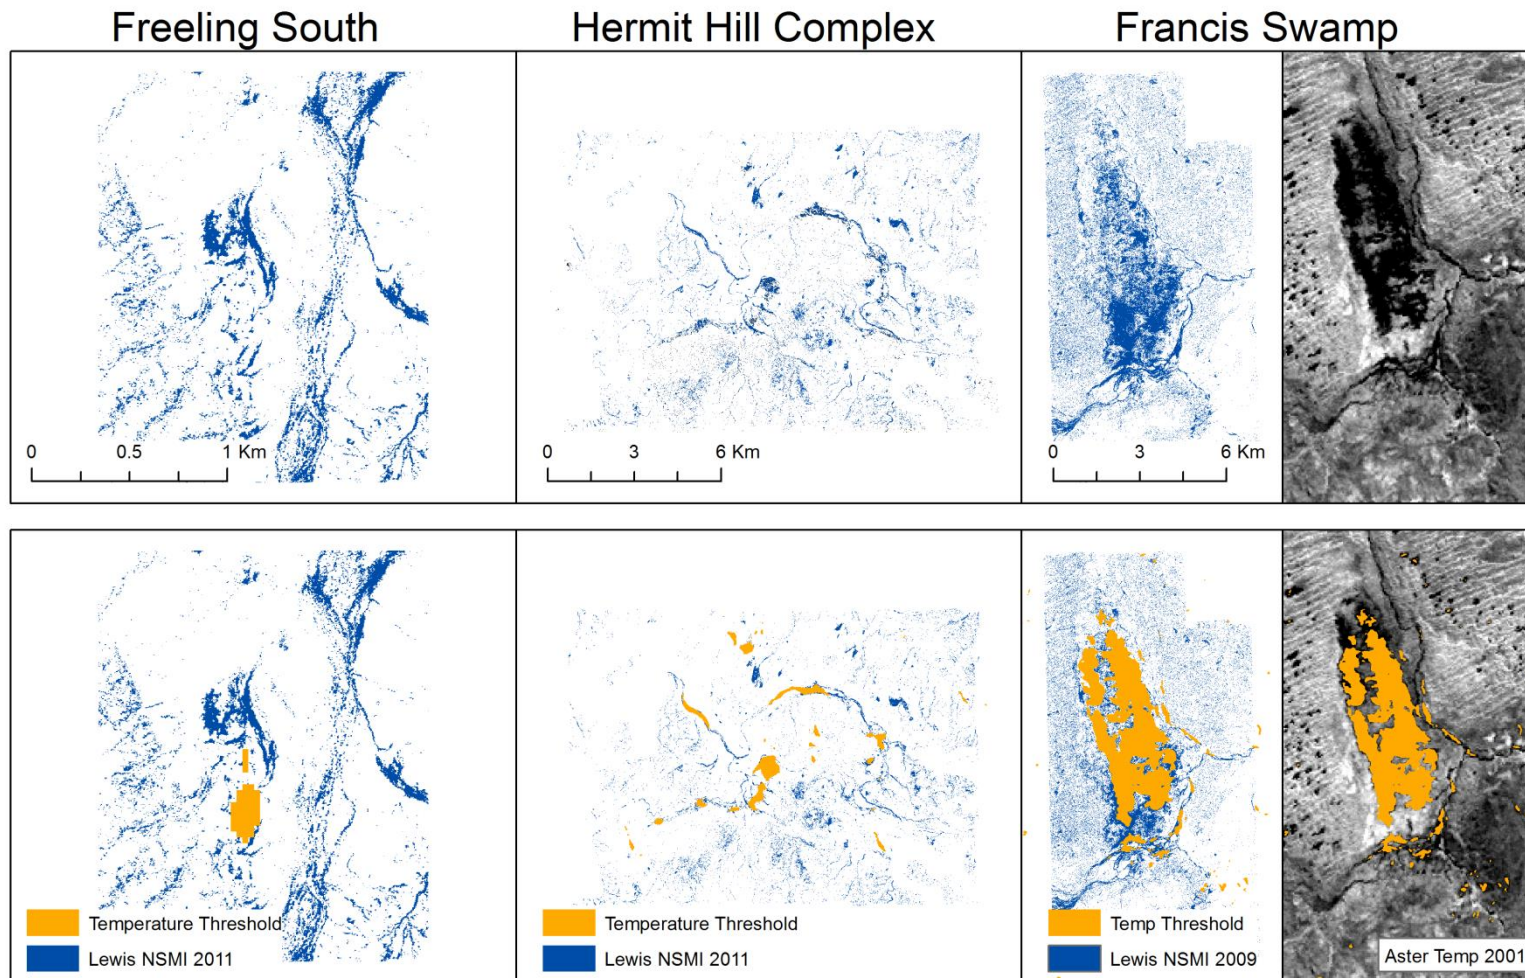 Freeling South
Hermit Hill Complex
Francis Swamp
0 0.5 1 Km
0 3 6 Km
0 3 6 Km
Temperature Threshold
Lewis NSMI 2011
Temperature Threshold
Lewis NSMI 2011
Temp Threshold
Lewis NSMI 2009
Aster Temp 2001